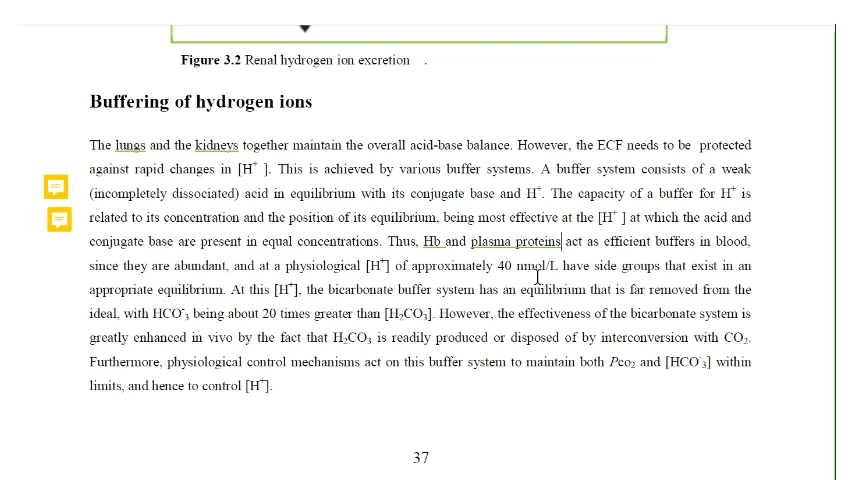 Figure 3.2 Renal hydrogen ion excretion .
Buffering of hydrogen ions
The lungs and the kidneys together maintain the overall acid-base balance. However, the ECF needs to be protected
against rapid changes in [H⁺ ]. This is achieved by various buffer systems. A buffer system consists of a weak
(incompletely dissociated) acid in equilibrium with its conjugate base and H⁺. The capacity of a buffer for H⁺ is
related to its concentration and the position of its equilibrium, being most effective at the [H⁺ ] at which the acid and
conjugate base are present in equal concentrations. Thus, Hb and plasma proteins act as efficient buffers in blood,
since they are abundant, and at a physiological [H⁺] of approximately 40 nmol/L have side groups that exist in an
appropriate equilibrium. At this [H⁺], the bicarbonate buffer system has an equilibrium that is far removed from the
ideal, with HCO⁻₃ being about 20 times greater than [H₂CO₃]. However, the effectiveness of the bicarbonate system is
greatly enhanced in vivo by the fact that H₂CO₃ is readily produced or disposed of by interconversion with CO₂.
Furthermore, physiological control mechanisms act on this buffer system to maintain both Pco₂ and [HCO⁻₃] within
limits, and hence to control [H⁺].
37